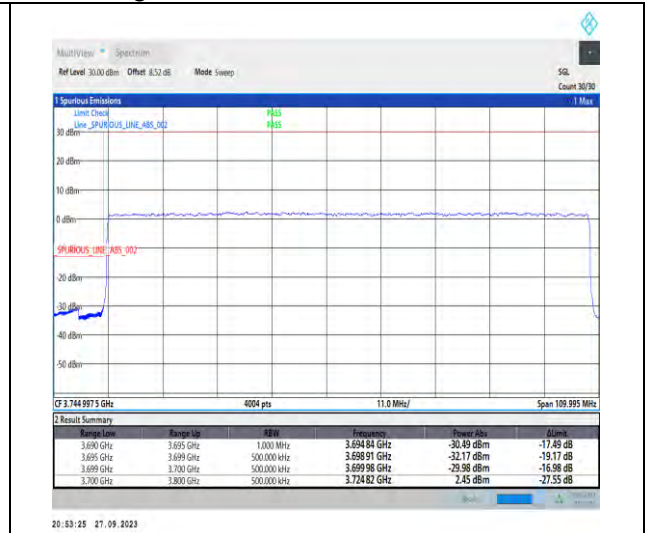 MultiView Spectrum
Ref Level 30.00 dBm Offset 8.52 dB Mode Sweep SGL
Count 30/30
1 Spurious Emissions 1 Max
Limit Check PASS
Line _SPURIOUS_LINE_ABS_002 PASS
30 dBm
20 dBm
10 dBm
0 dBm
SPURIOUS_LINE_ABS_002
-20 dBm
-30 dBm
-40 dBm
-50 dBm
CF 3.744 997 5 GHz 4004 pts 11.0 MHz/ Span 109.995 MHz
2 Result Summary
Range Low Range Up RBW Frequency Power Abs ΔLimit
3.690 GHz 3.695 GHz 1.000 MHz 3.694 84 GHz -30.49 dBm -17.49 dB
3.695 GHz 3.699 GHz 500.000 kHz 3.698 91 GHz -32.17 dBm -19.17 dB
3.699 GHz 3.700 GHz 500.000 kHz 3.699 98 GHz -29.98 dBm -16.98 dB
3.700 GHz 3.800 GHz 500.000 kHz 3.724 82 GHz 2.45 dBm -27.55 dB
20:53:25 27.09.2023